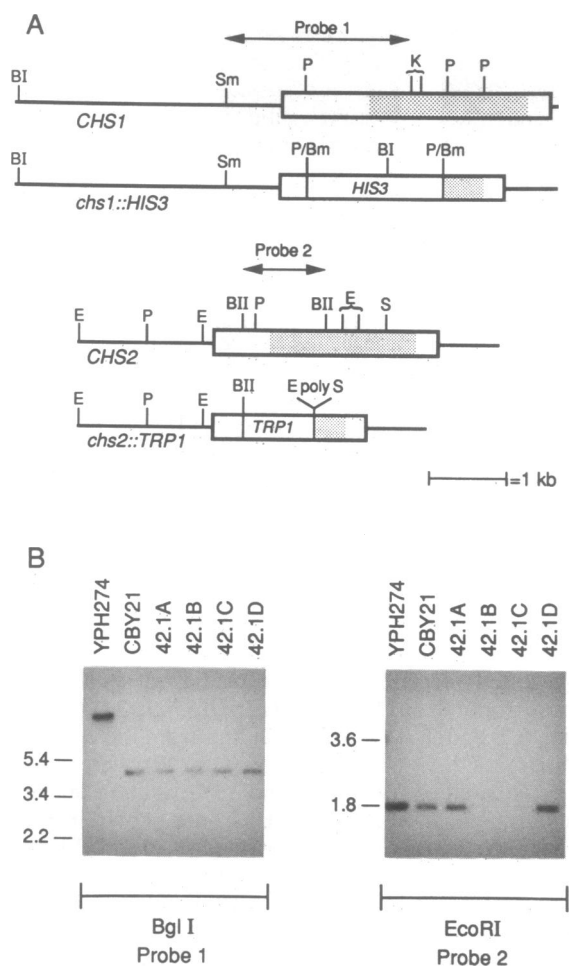 A
Probe 1
BI
Sm
P
K
P
P
CHS1
BI
Sm
P/Bm
BI
P/Bm
HIS3
chs1::HIS3
Probe 2
E
P
E
BII
P
BII
E
S
CHS2
E
P
E
BII
E poly S
TRP1
chs2::TRP1
=1 kb
B
YPH274
CBY21
42.1A
42.1B
42.1C
42.1D
5.4
3.4
2.2
Bgl I
Probe 1
YPH274
CBY21
42.1A
42.1B
42.1C
42.1D
3.6
1.8
EcoRI
Probe 2